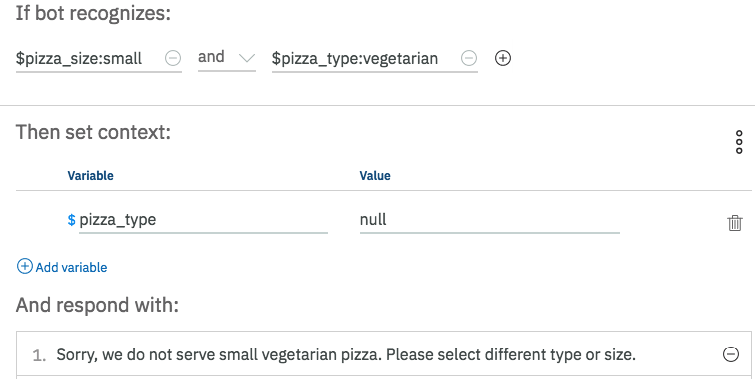 If bot recognizes:
$pizza_size:small and $pizza_type:vegetarian
Then set context:
Variable Value
$ pizza_type null
Add variable
And respond with:
1. Sorry, we do not serve small vegetarian pizza. Please select different type or size.